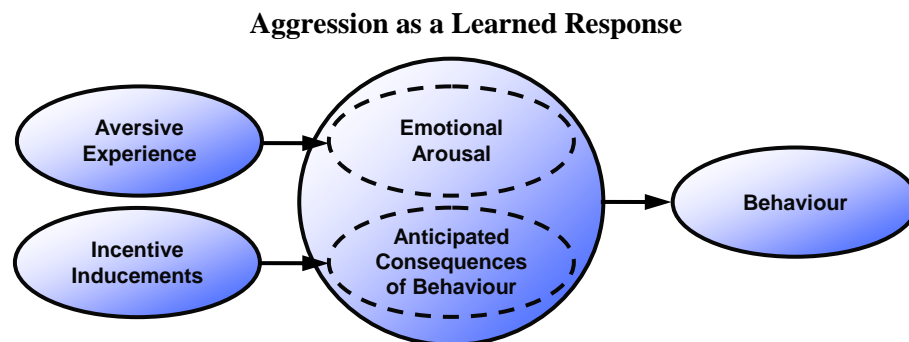 Aggression as a Learned Response
Aversive
Experience
Emotional
Arousal
Behaviour
Incentive
Inducements
Anticipated
Consequences
of Behaviour